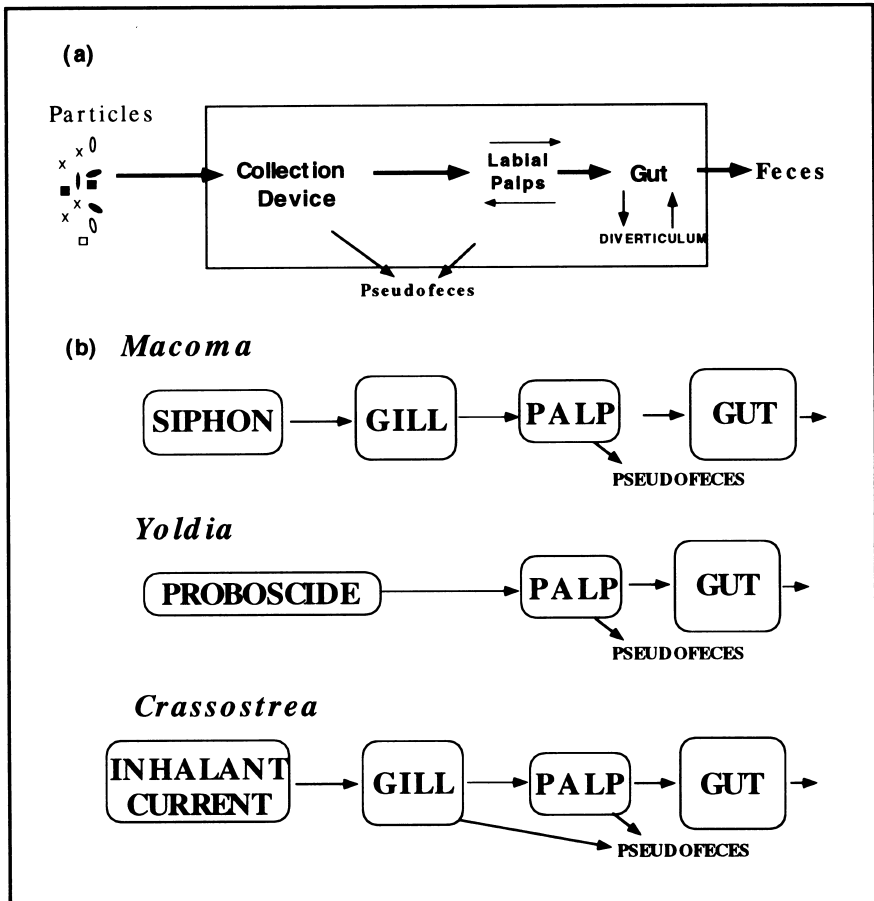 (a)
Particles
Collection
Device
Labial
Palps
Gut
Feces
DIVERTICULUM
Pseudofeces
(b) Macoma
SIPHON
GILL
PALP
GUT
PSEUDOFECES
Yoldia
PROBOSCIDE
PALP
GUT
PSEUDOFECES
Crassostrea
INHALANT
CURRENT
GILL
PALP
GUT
PSEUDOFECES